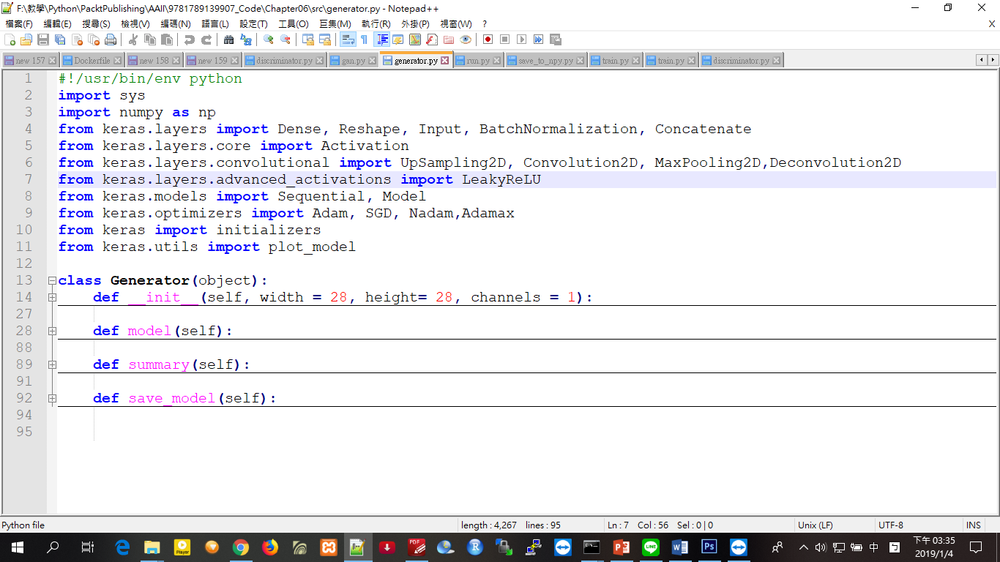 F:\教學\Python\PacktPublishing\AAII\9781789139907_Code\Chapter06\src\generator.py - Notepad++
檔案(F) 編輯(E) 搜尋(S) 檢視(V) 編碼(N) 語言(L) 設定(T) 工具(O) 巨集(M) 執行(R) 外掛(P) 視窗(W) ? X
new 157 Dockerfile new 158 new 159 discriminator.py gan.py generator.py run.py save_to_npy.py train.py train.py discriminator.py
1 #!/usr/bin/env python
2 import sys
3 import numpy as np
4 from keras.layers import Dense, Reshape, Input, BatchNormalization, Concatenate
5 from keras.layers.core import Activation
6 from keras.layers.convolutional import UpSampling2D, Convolution2D, MaxPooling2D,Deconvolution2D
7 from keras.layers.advanced_activations import LeakyReLU
8 from keras.models import Sequential, Model
9 from keras.optimizers import Adam, SGD, Nadam,Adamax
10 from keras import initializers
11 from keras.utils import plot_model
12
13 class Generator(object):
14 def __init__(self, width = 28, height= 28, channels = 1):
27
28 def model(self):
88
89 def summary(self):
91
92 def save_model(self):
94
95
Python file length : 4,267 lines : 95 Ln : 7 Col : 56 Sel : 0 | 0 Unix (LF) UTF-8 INS
中 下午 03:35
2019/1/4